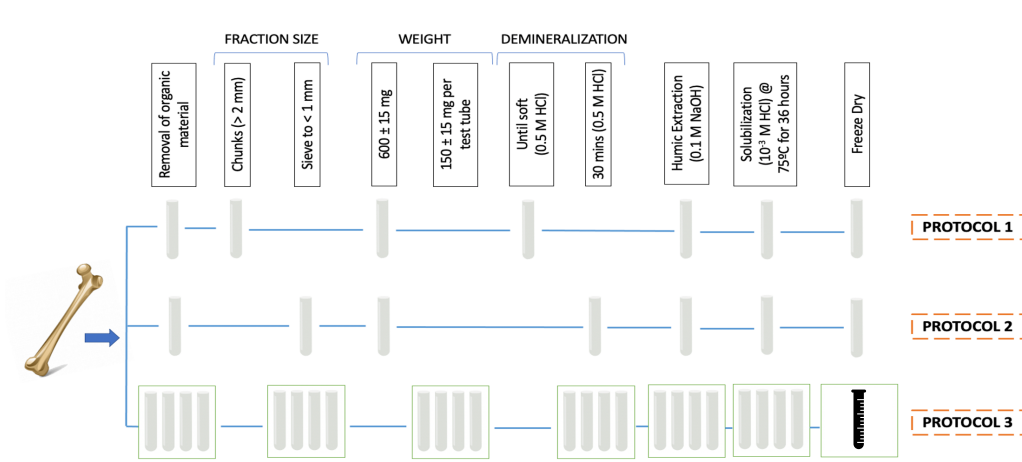 FRACTION SIZE
WEIGHT
DEMINERALIZATION
Removal of organic
material
Chunks (> 2 mm)
Sieve to < 1 mm
600 ± 15 mg
150 ± 15 mg per
test tube
Until soft
(0.5 M HCl)
30 mins (0.5 M HCl)
Humic Extraction
(0.1 M NaOH)
Solubilization
(10⁻³ M HCl) @
75ºC for 36 hours
Freeze Dry
PROTOCOL 1
PROTOCOL 2
PROTOCOL 3